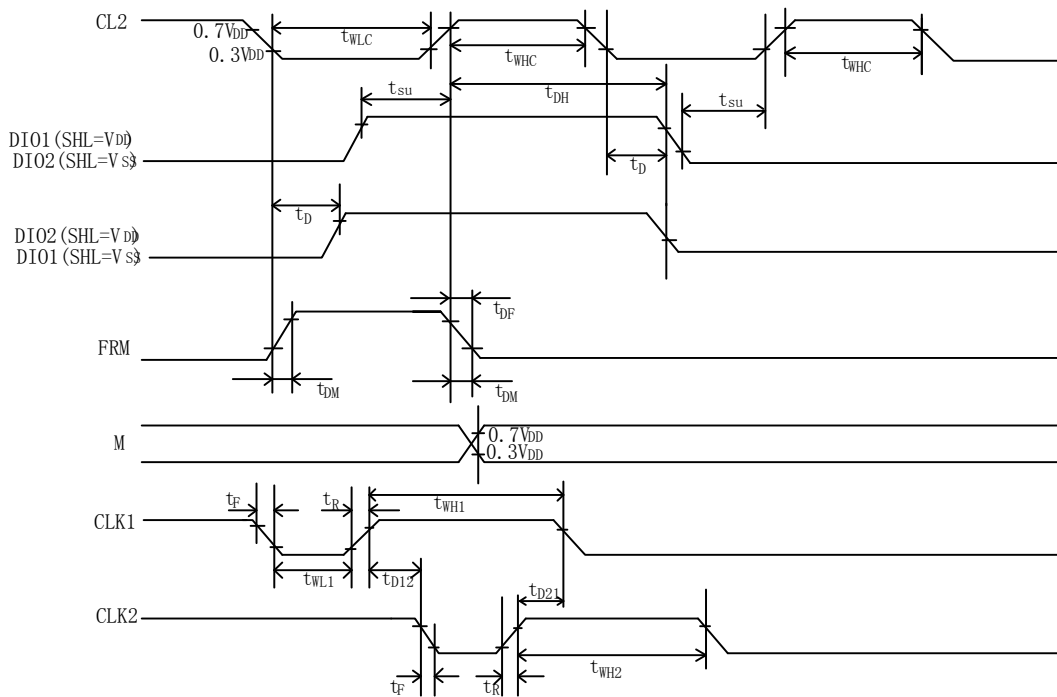 CL2
0.7VDD
0.3VDD
tWLC
tWHC
tWHC
tsu
tDH
tsu
DIO1(SHL=VDD)
DIO2(SHL=VSS)
tD
tD
DIO2(SHL=VDD)
DIO1(SHL=VSS)
tDF
FRM
tDM
tDM
M
0.7VDD
0.3VDD
tF
tR
tWH1
CLK1
tWL1
tD12
tD21
CLK2
tF
tR
tWH2